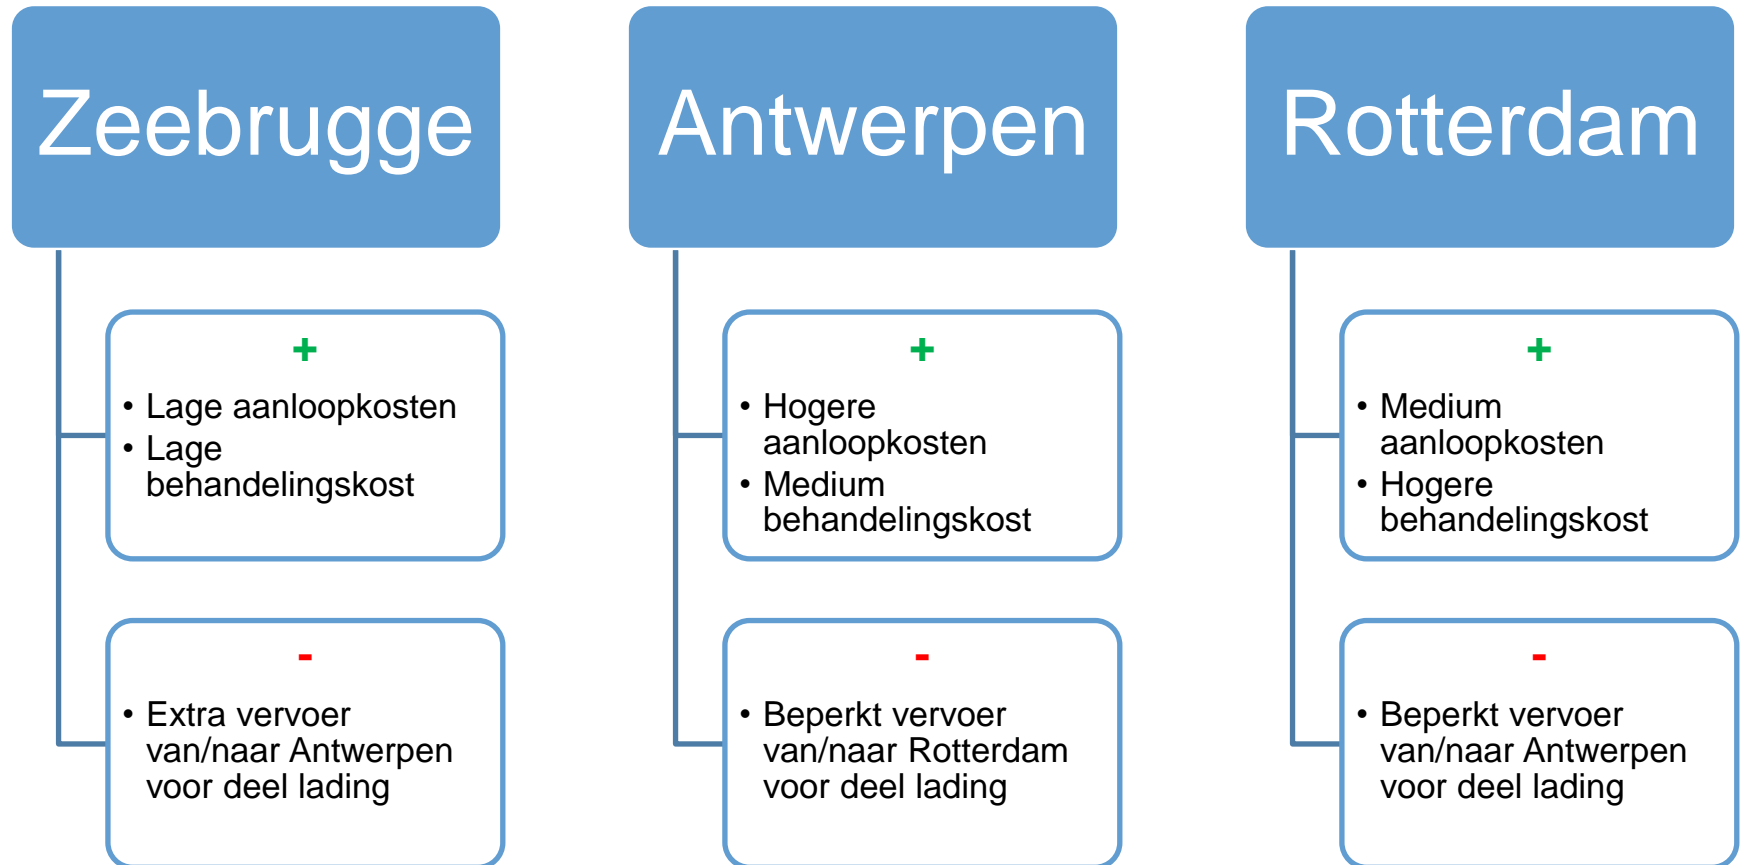 Zeebrugge
+
• Lage aanloopkosten
• Lage
behandelingskost
-
• Extra vervoer
van/naar Antwerpen
voor deel lading
Antwerpen
+
• Hogere
aanloopkosten
• Medium
behandelingskost
-
• Beperkt vervoer
van/naar Rotterdam
voor deel lading
Rotterdam
+
• Medium
aanloopkosten
• Hogere
behandelingskost
-
• Beperkt vervoer
van/naar Antwerpen
voor deel lading